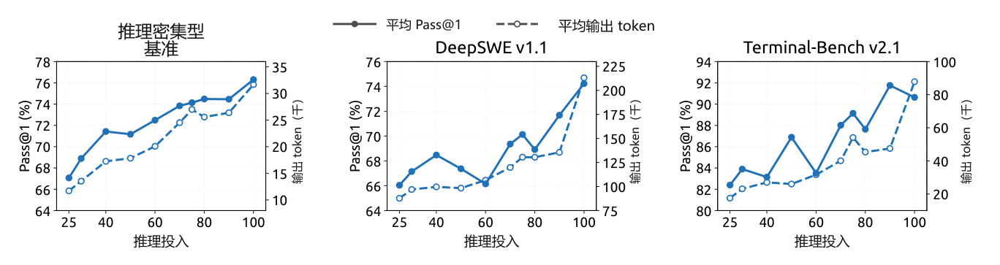 平均 Pass@1
平均输出 token
推理密集型
基准
78
76
74
72
70
68
66
64
Pass@1 (%)
35
30
25
20
15
10
输出 token（千）
25 40 60 80 100
推理投入
DeepSWE v1.1
76
74
72
70
68
66
64
Pass@1 (%)
225
200
175
150
125
100
75
输出 token（千）
25 40 60 80 100
推理投入
Terminal-Bench v2.1
94
92
90
88
86
84
82
80
Pass@1 (%)
100
80
60
40
20
输出 token（千）
25 40 60 80 100
推理投入